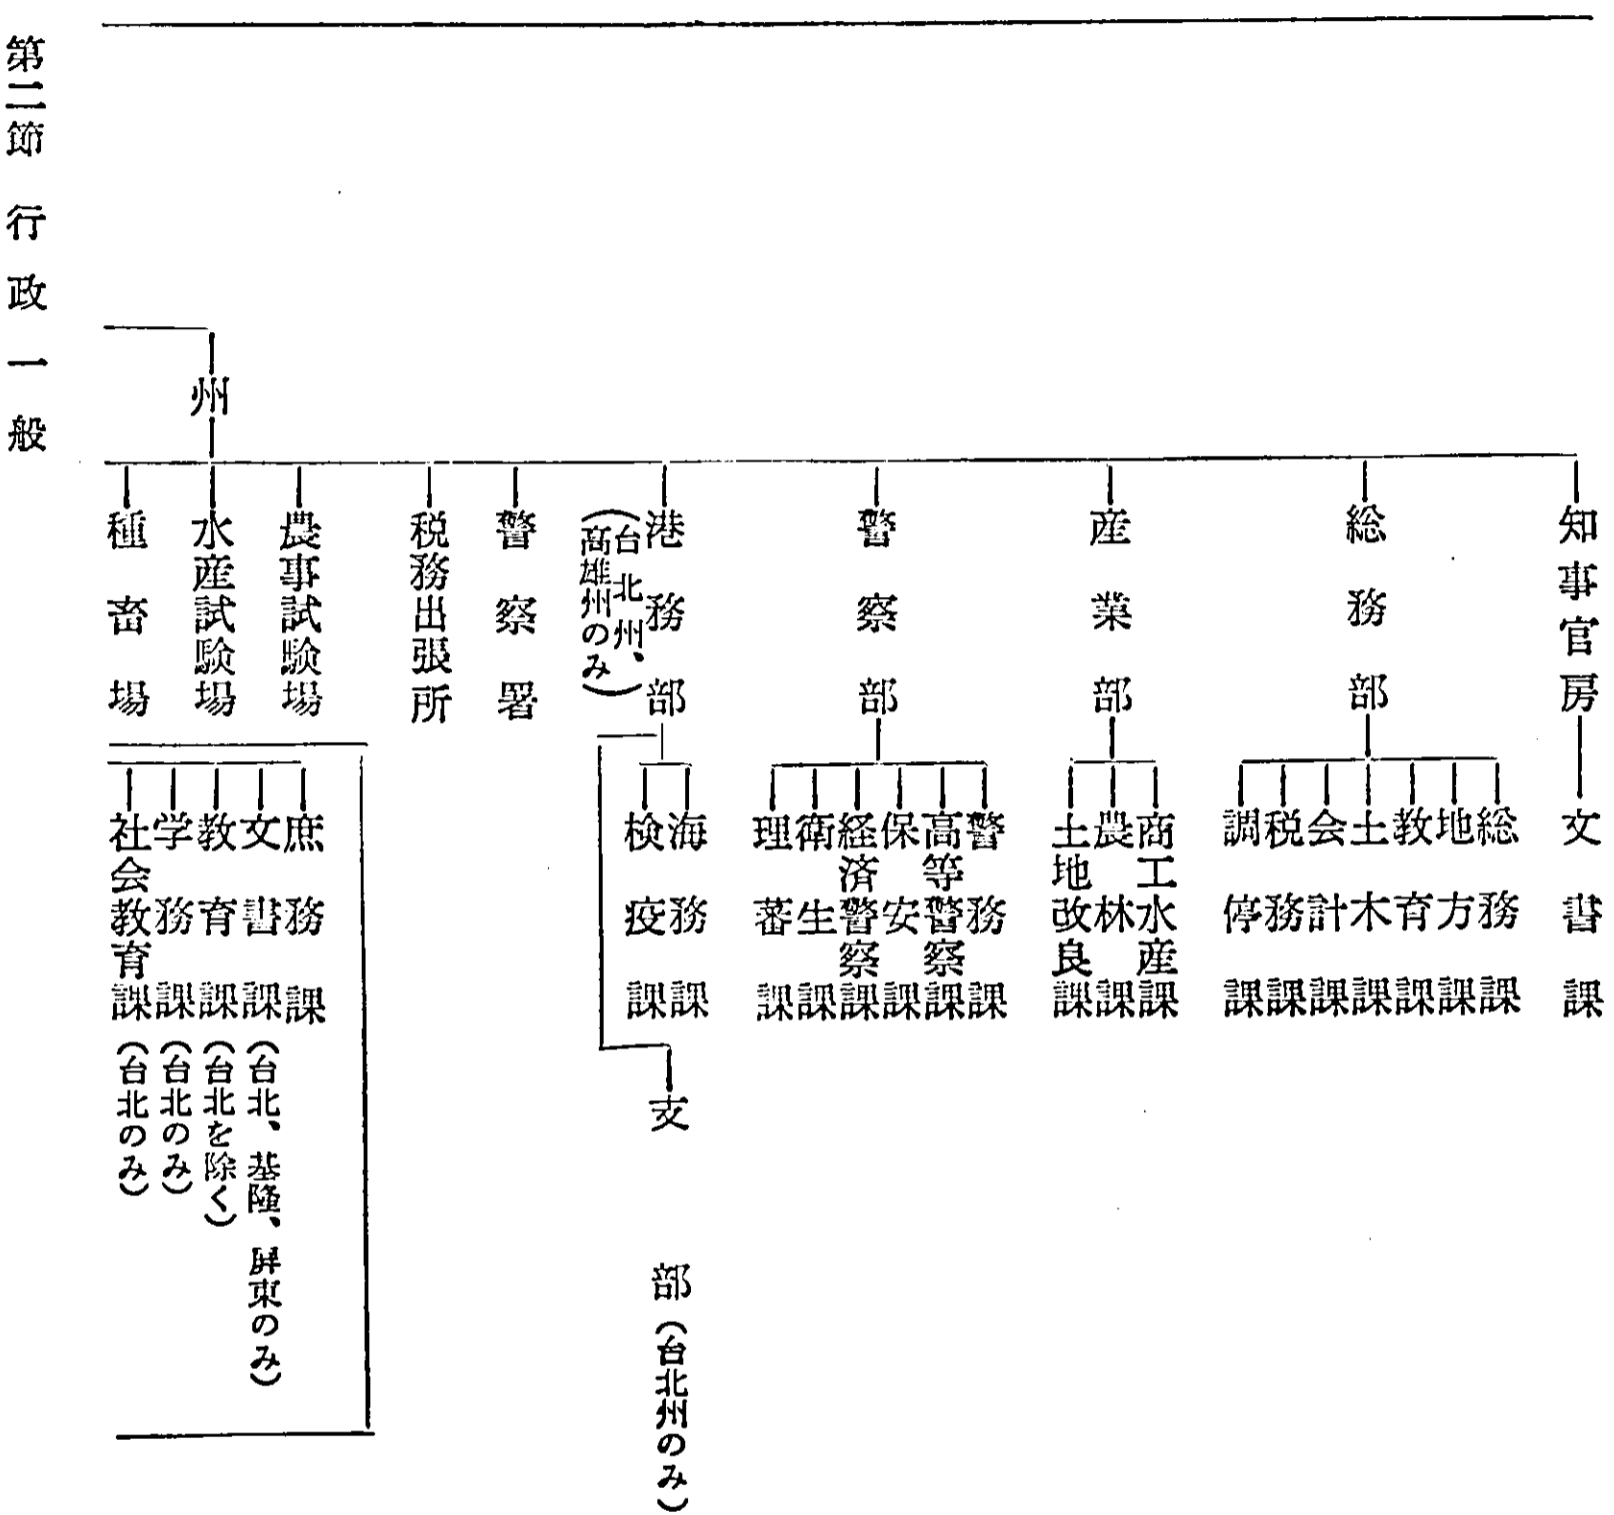 第二節 行政一般
州
知事官房
文書課
総務部
総務課
地方課
教育課
土木課
会計課
税務課
調停課
産業部
商工水産課
農林課
土地改良課
警察部
警務課
高等警察課
保安課
経済警察課
衛生課
理蕃課
港務部
(台北州、
高雄州のみ)
海務課
検疫課
支部(台北州のみ)
警察署
税務出張所
農事試験場
水産試験場
種畜場
庶務課
文書課(台北、基隆、屏東のみ)
教育課(台北を除く)
学務課(台北のみ)
社会教育課(台北のみ)